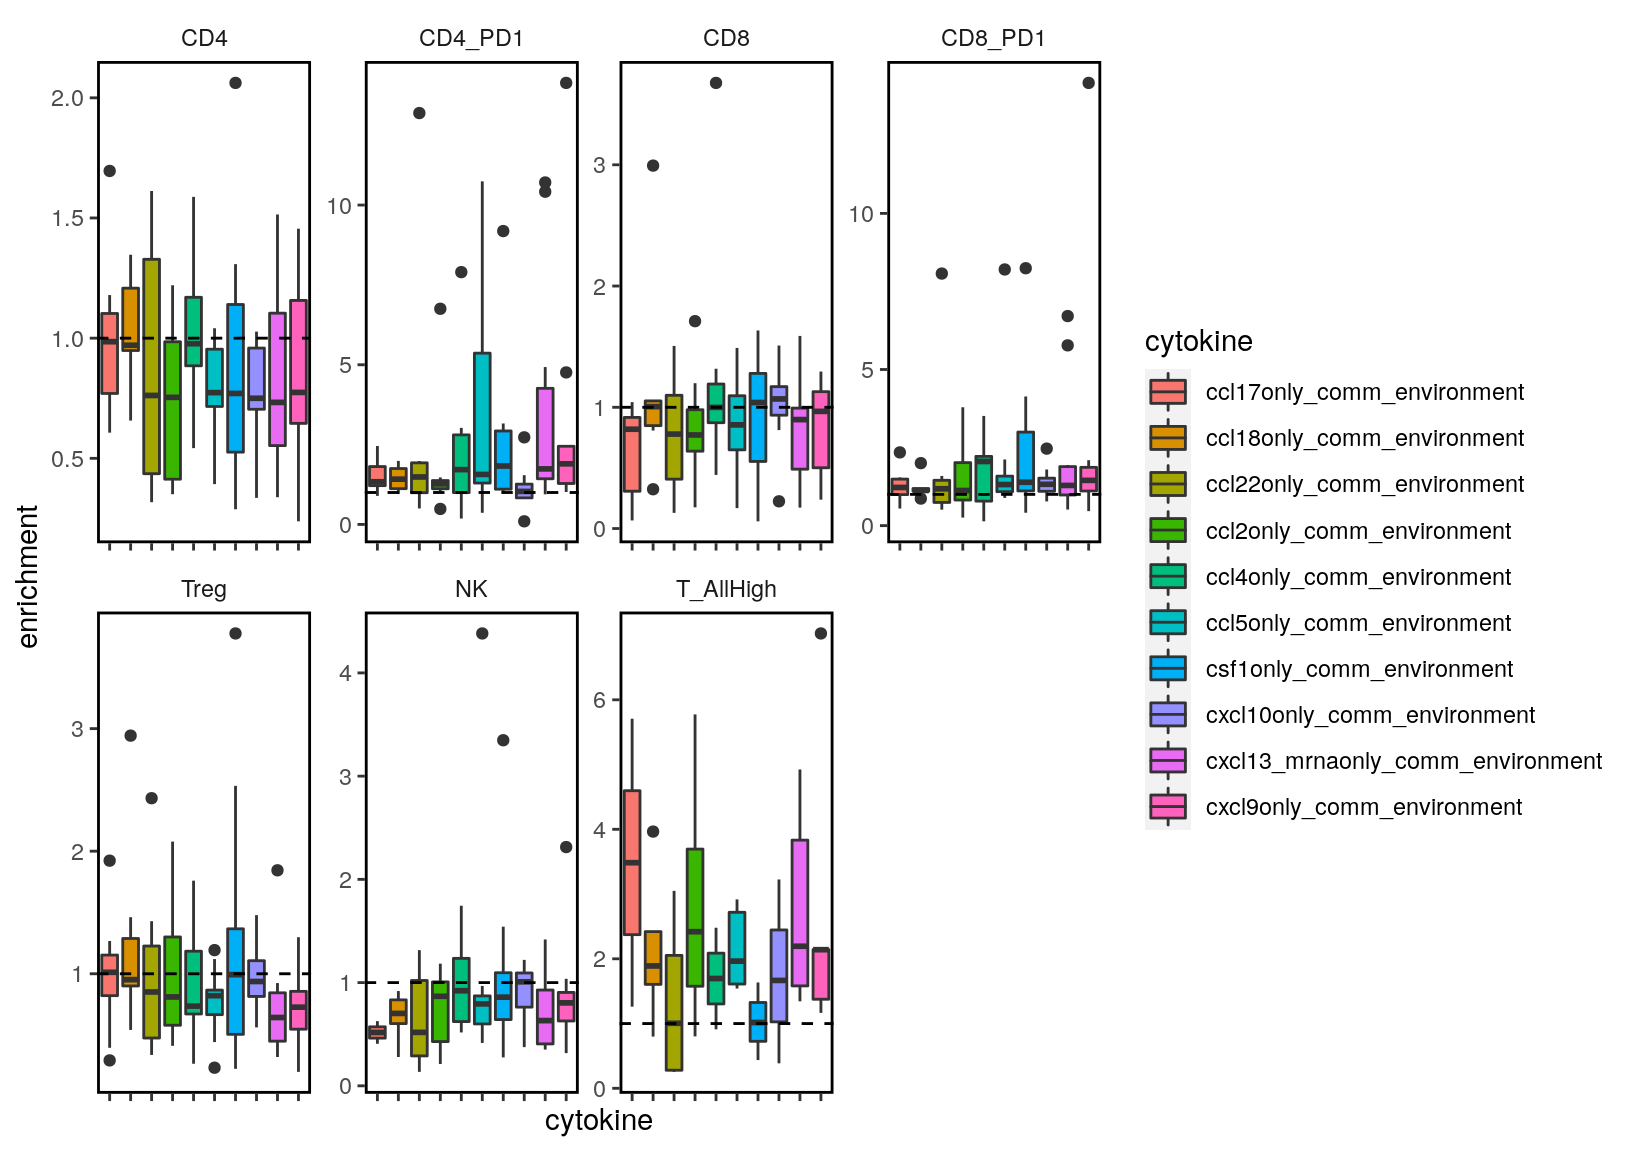 CD4
CD4_PD1
CD8
CD8_PD1
2.0
1.5
1.0
0.5
10
5
0
3
2
1
0
10
5
0
enrichment
Treg
NK
T_AllHigh
3
2
1
4
3
2
1
0
6
4
2
0
cytokine
cytokine
ccl17only_comm_environment
ccl18only_comm_environment
ccl22only_comm_environment
ccl2only_comm_environment
ccl4only_comm_environment
ccl5only_comm_environment
csf1only_comm_environment
cxcl10only_comm_environment
cxcl13_mrnaonly_comm_environment
cxcl9only_comm_environment